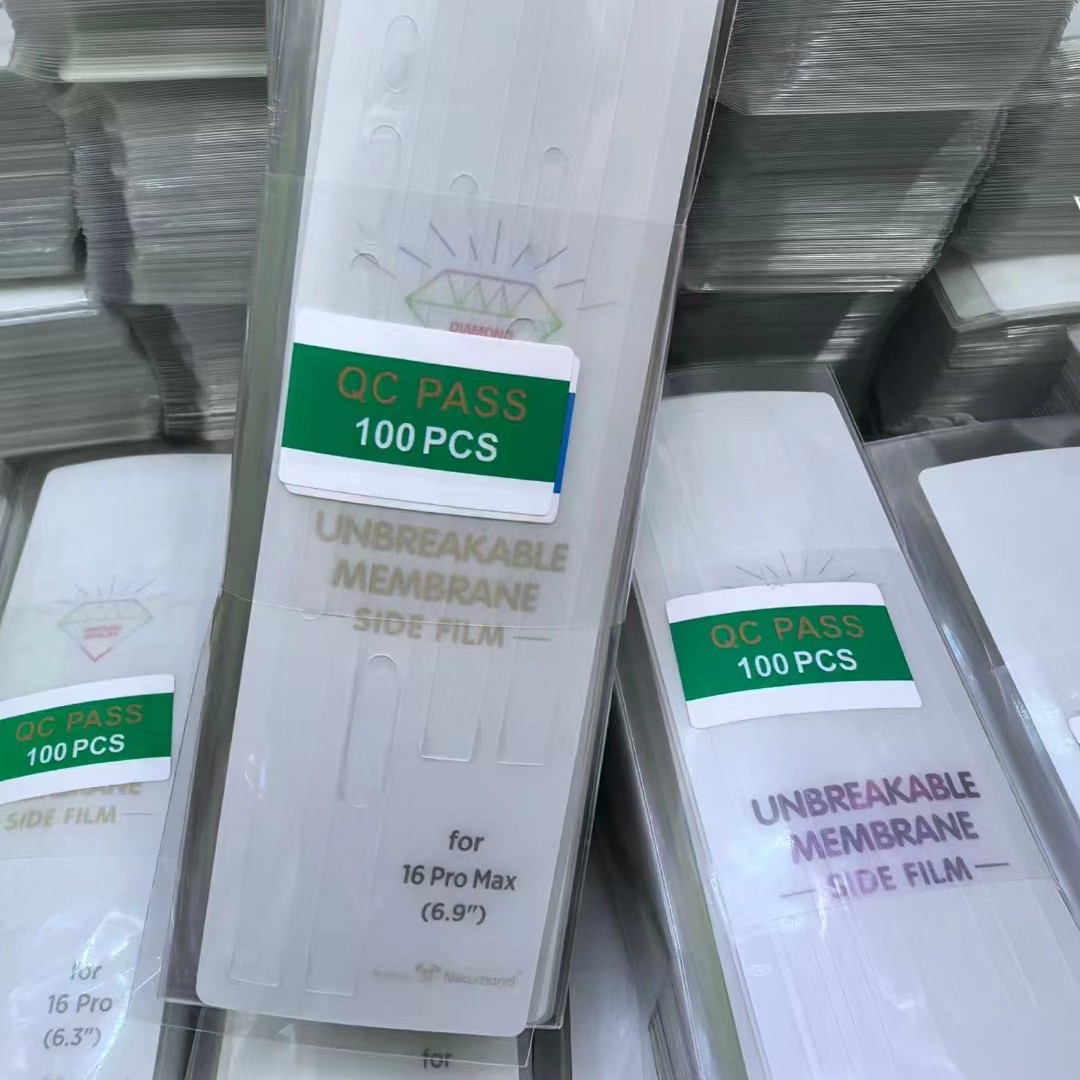 DIAMOND
QC PASS
100 PCS
UNBREAKABLE
MEMBRANE
SIDE FILM
for
16 Pro Max
(6.9")
QC PASS
100 PCS
SIDE FILM
for
16 Pro
(6.3")
QC PASS
100 PCS
UNBREAKABLE
MEMBRANE
SIDE FILM
for